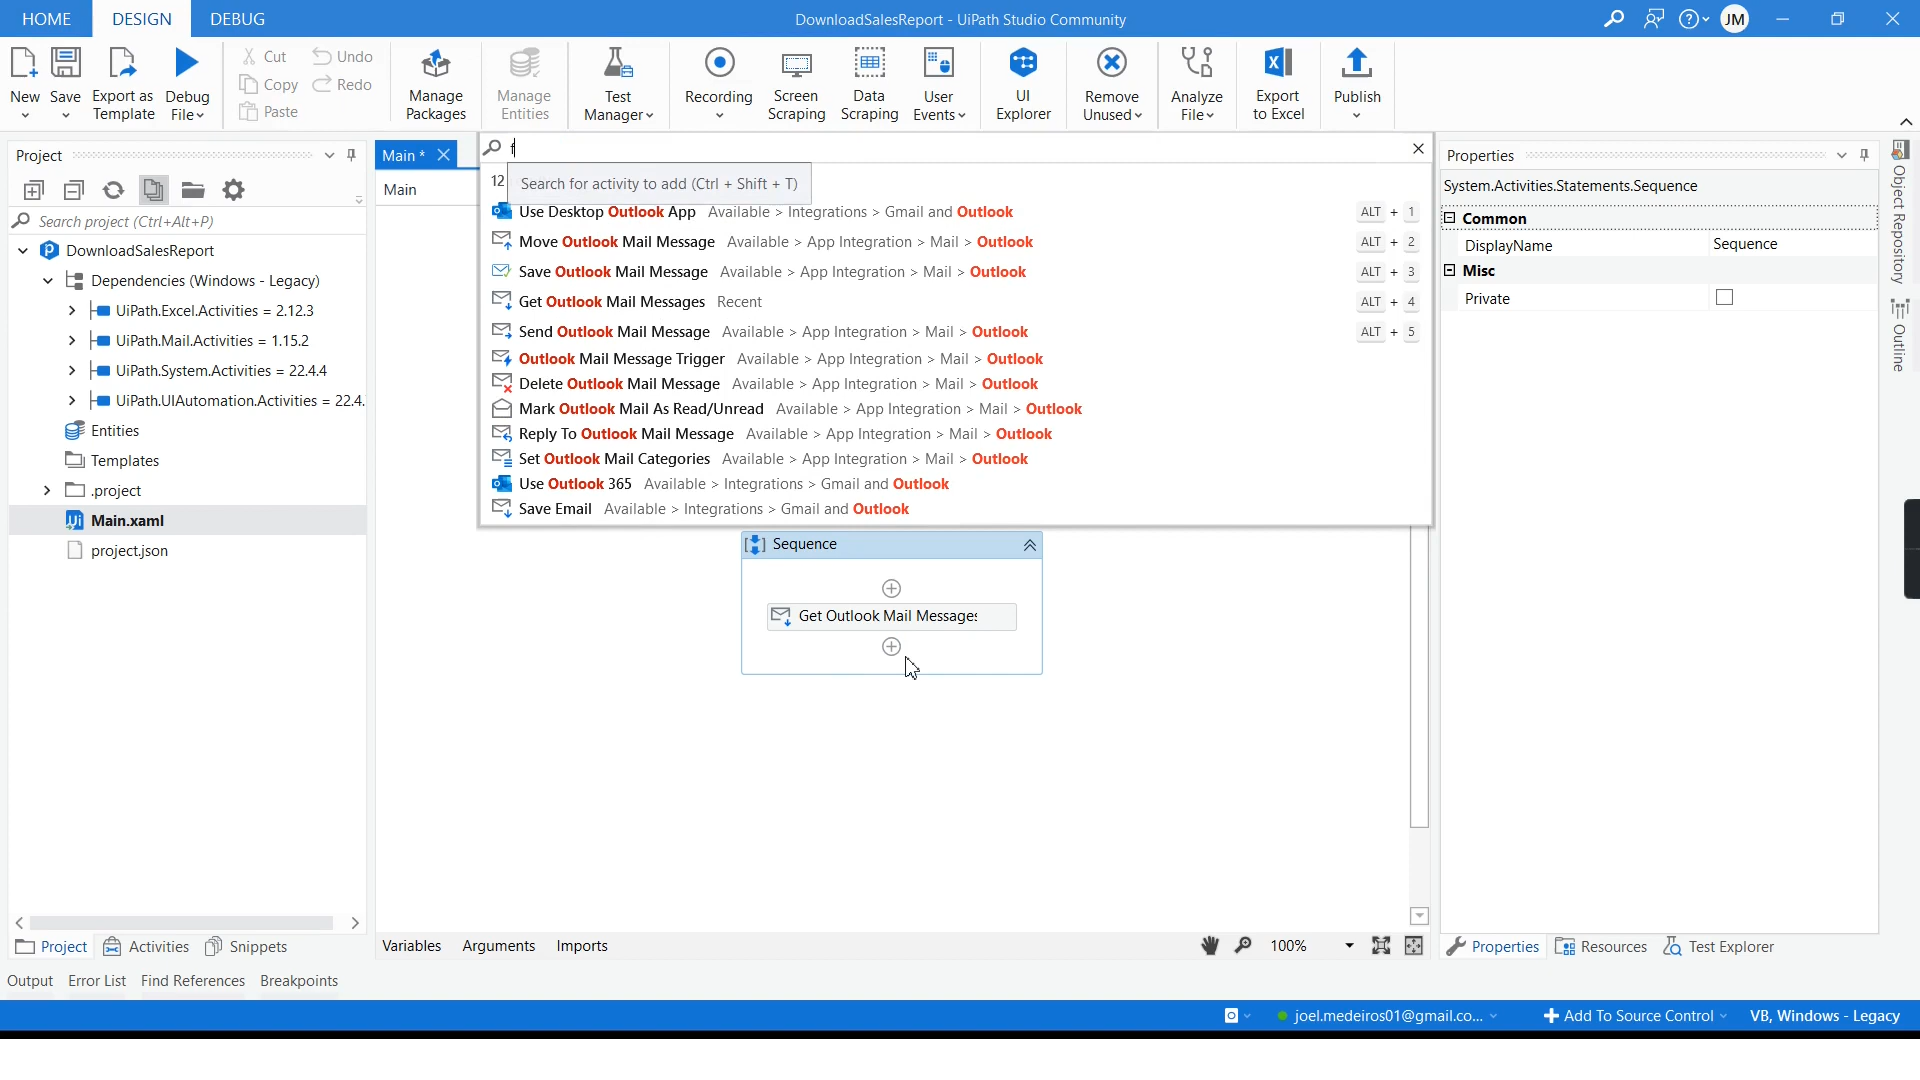 HOME DESIGN DEBUG DownloadSalesReport - UiPath Studio Community JM
New Save Export as Template Debug File Cut Copy Paste Undo Redo Manage Packages Manage Entities Test Manager Recording Screen Scraping Data Scraping User Events UI Explorer Remove Unused Analyze File Export to Excel Publish
Project
Search project (Ctrl+Alt+P)
DownloadSalesReport
Dependencies (Windows - Legacy)
UiPath.Excel.Activities = 2.12.3
UiPath.Mail.Activities = 1.15.2
UiPath.System.Activities = 22.4.4
UiPath.UIAutomation.Activities = 22.4.
Entities
Templates
.project
Main.xaml
project.json
Project Activities Snippets
Main *
Main
f
12
Search for activity to add (Ctrl + Shift + T)
Use Desktop Outlook App Available > Integrations > Gmail and Outlook ALT + 1
Move Outlook Mail Message Available > App Integration > Mail > Outlook ALT + 2
Save Outlook Mail Message Available > App Integration > Mail > Outlook ALT + 3
Get Outlook Mail Messages Recent ALT + 4
Send Outlook Mail Message Available > App Integration > Mail > Outlook ALT + 5
Outlook Mail Message Trigger Available > App Integration > Mail > Outlook
Delete Outlook Mail Message Available > App Integration > Mail > Outlook
Mark Outlook Mail As Read/Unread Available > App Integration > Mail > Outlook
Reply To Outlook Mail Message Available > App Integration > Mail > Outlook
Set Outlook Mail Categories Available > App Integration > Mail > Outlook
Use Outlook 365 Available > Integrations > Gmail and Outlook
Save Email Available > Integrations > Gmail and Outlook
Sequence
Get Outlook Mail Messages
Variables Arguments Imports 100%
Properties
System.Activities.Statements.Sequence
Common
DisplayName Sequence
Misc
Private
Properties Resources Test Explorer
Object Repository
Outline
Output Error List Find References Breakpoints
joel.medeiros01@gmail.co... Add To Source Control VB, Windows - Legacy